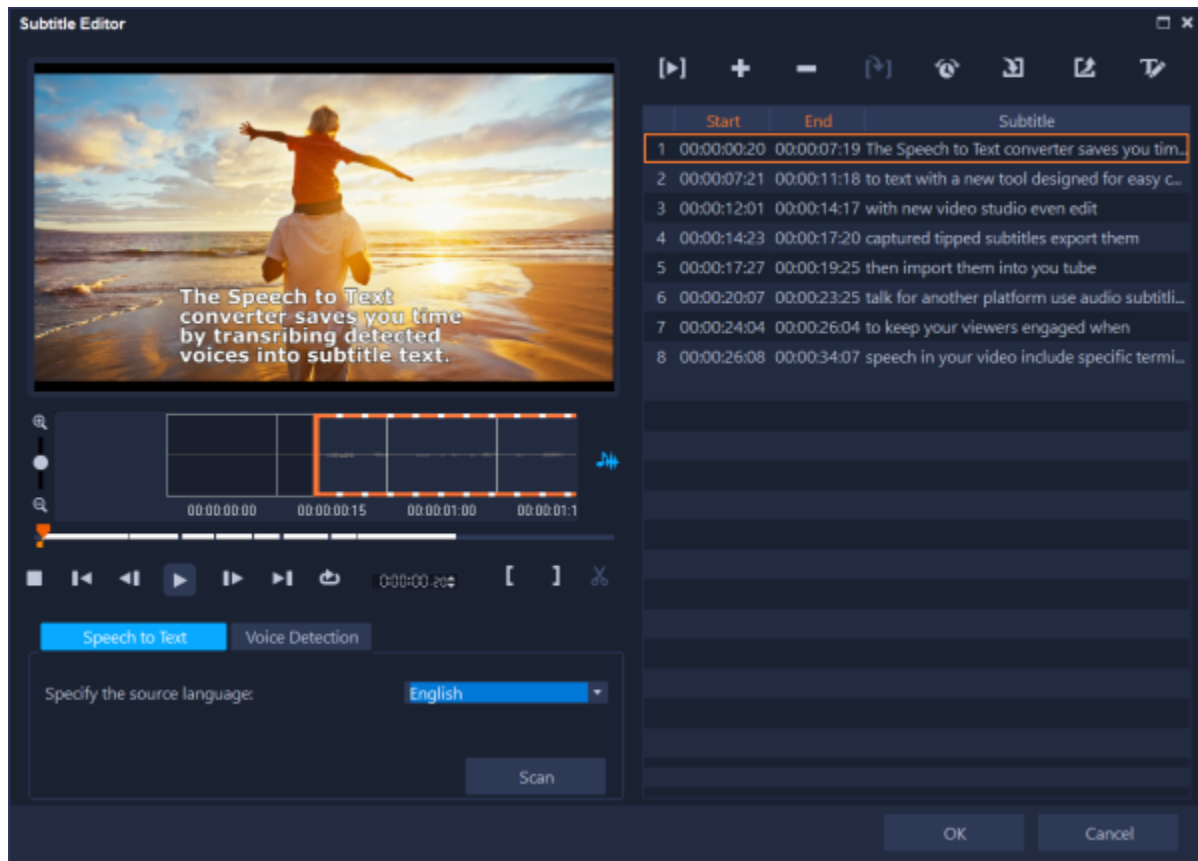 Subtitle Editor
The Speech to Text
converter saves you time
by transribing detected
voices into subtitle text.
00:00:00:00 00:00:00:15 00:00:01:00 00:00:01:1
0:00:00.20
Speech to Text Voice Detection
Specify the source language: English
Scan
Start End Subtitle
1 00:00:00:20 00:00:07:19 The Speech to Text converter saves you tim...
2 00:00:07:21 00:00:11:18 to text with a new tool designed for easy c...
3 00:00:12:01 00:00:14:17 with new video studio even edit
4 00:00:14:23 00:00:17:20 captured tipped subtitles export them
5 00:00:17:27 00:00:19:25 then import them into you tube
6 00:00:20:07 00:00:23:25 talk for another platform use audio subtitli...
7 00:00:24:04 00:00:26:04 to keep your viewers engaged when
8 00:00:26:08 00:00:34:07 speech in your video include specific termi...
OK Cancel